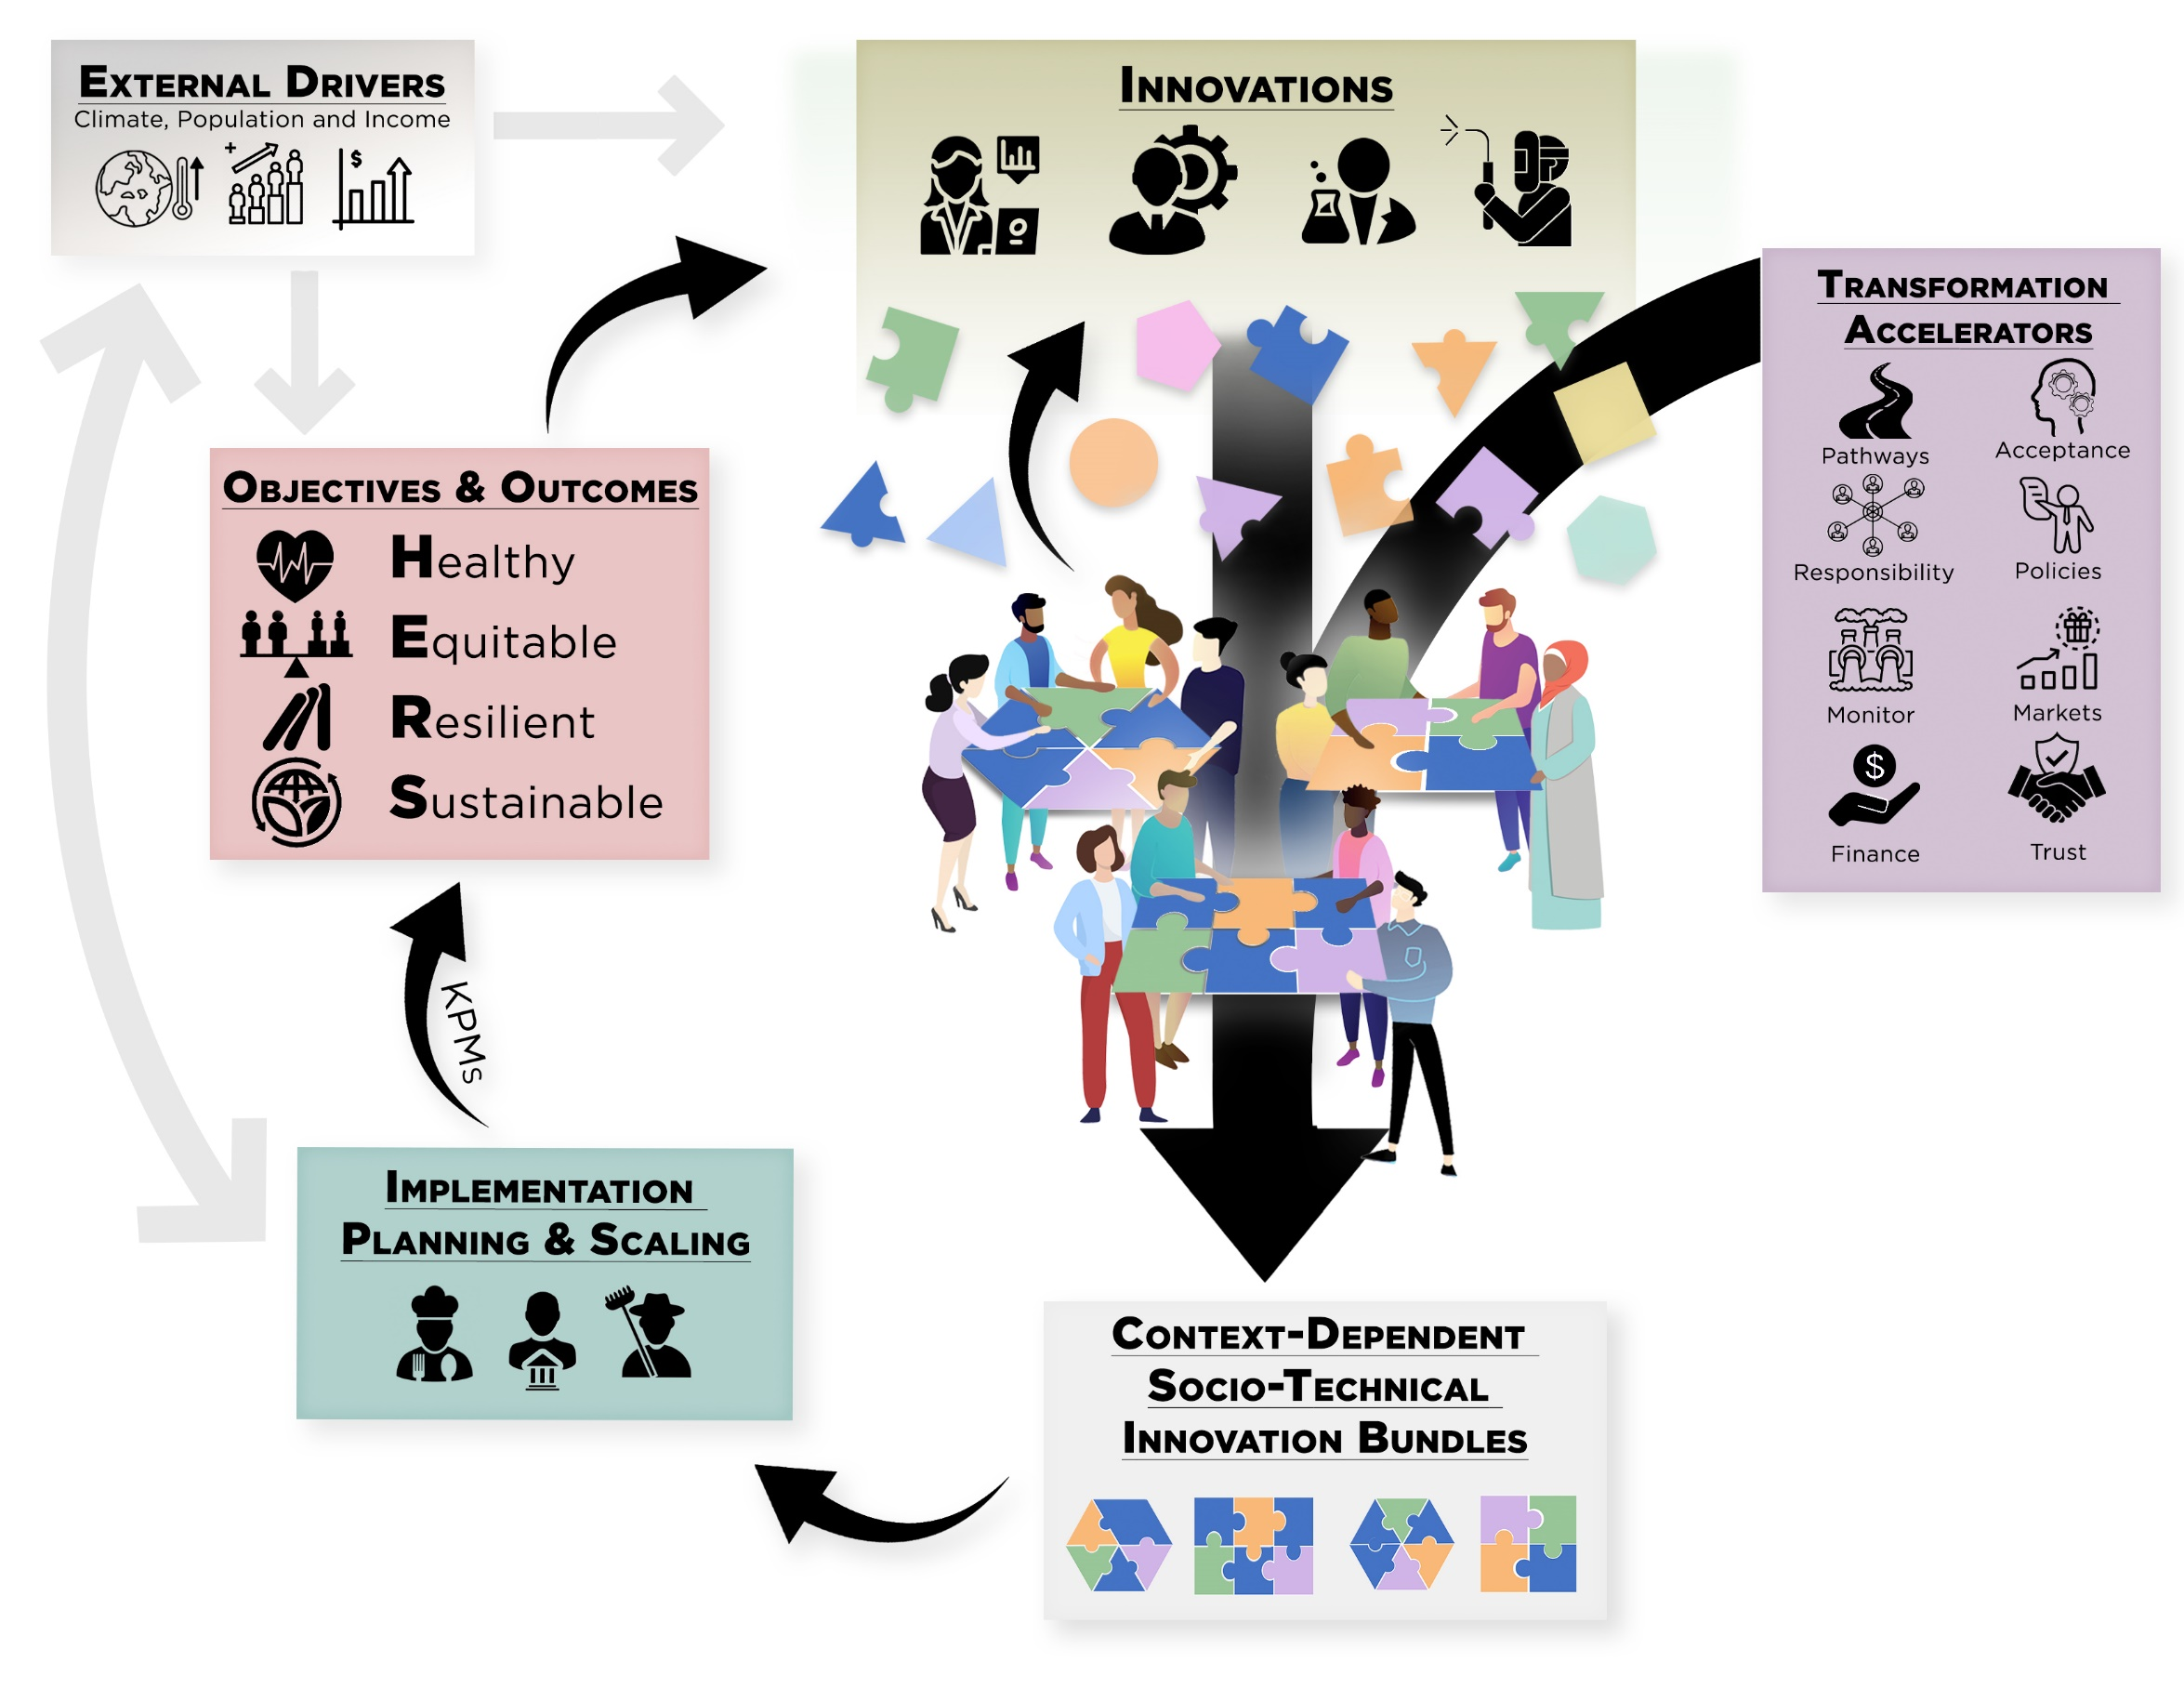 External Drivers
Climate, Population and Income
+
$
Innovations
Transformation
Accelerators
Pathways
Acceptance
Responsibility
Policies
Monitor
Markets
$
Finance
Trust
Objectives & Outcomes
Healthy
Equitable
Resilient
Sustainable
KPMs
Implementation
Planning & Scaling
Context-Dependent
Socio-Technical
Innovation Bundles